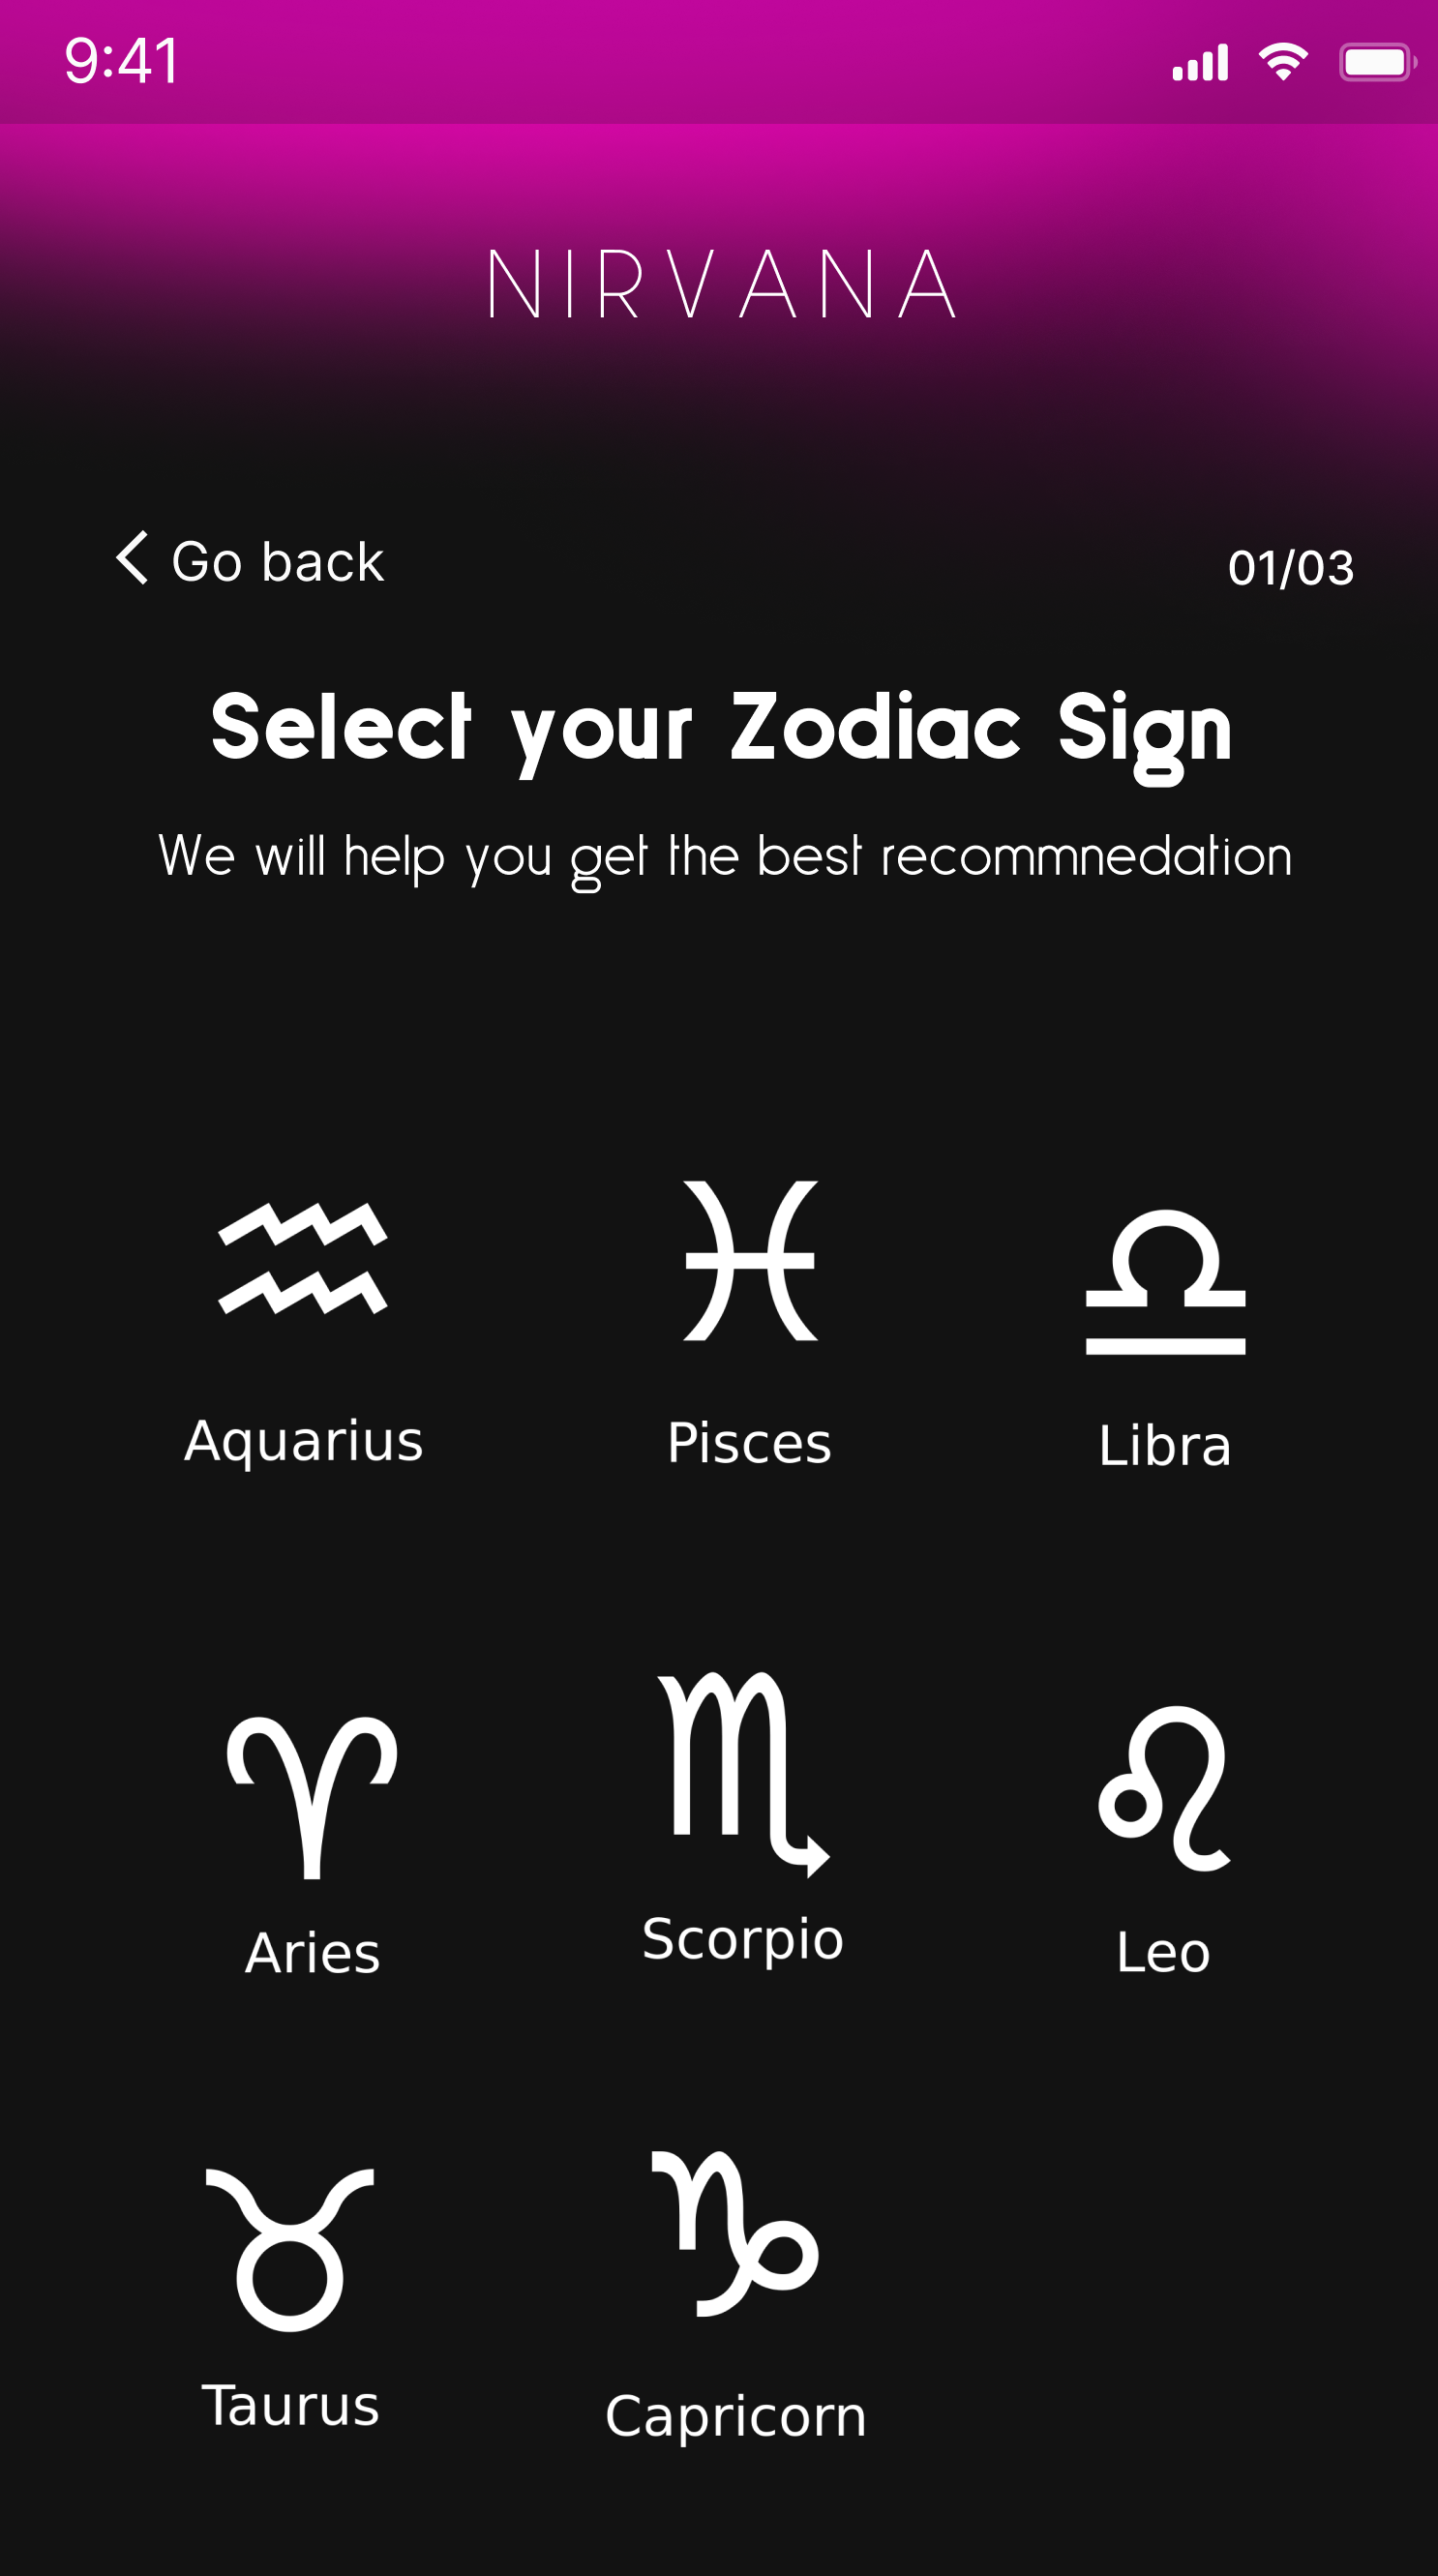 9:41
NIRVANA
Go back
01/03
Select your Zodiac Sign
We will help you get the best recommnedation
Aquarius
Pisces
Libra
Aries
Scorpio
Leo
Taurus
Capricorn